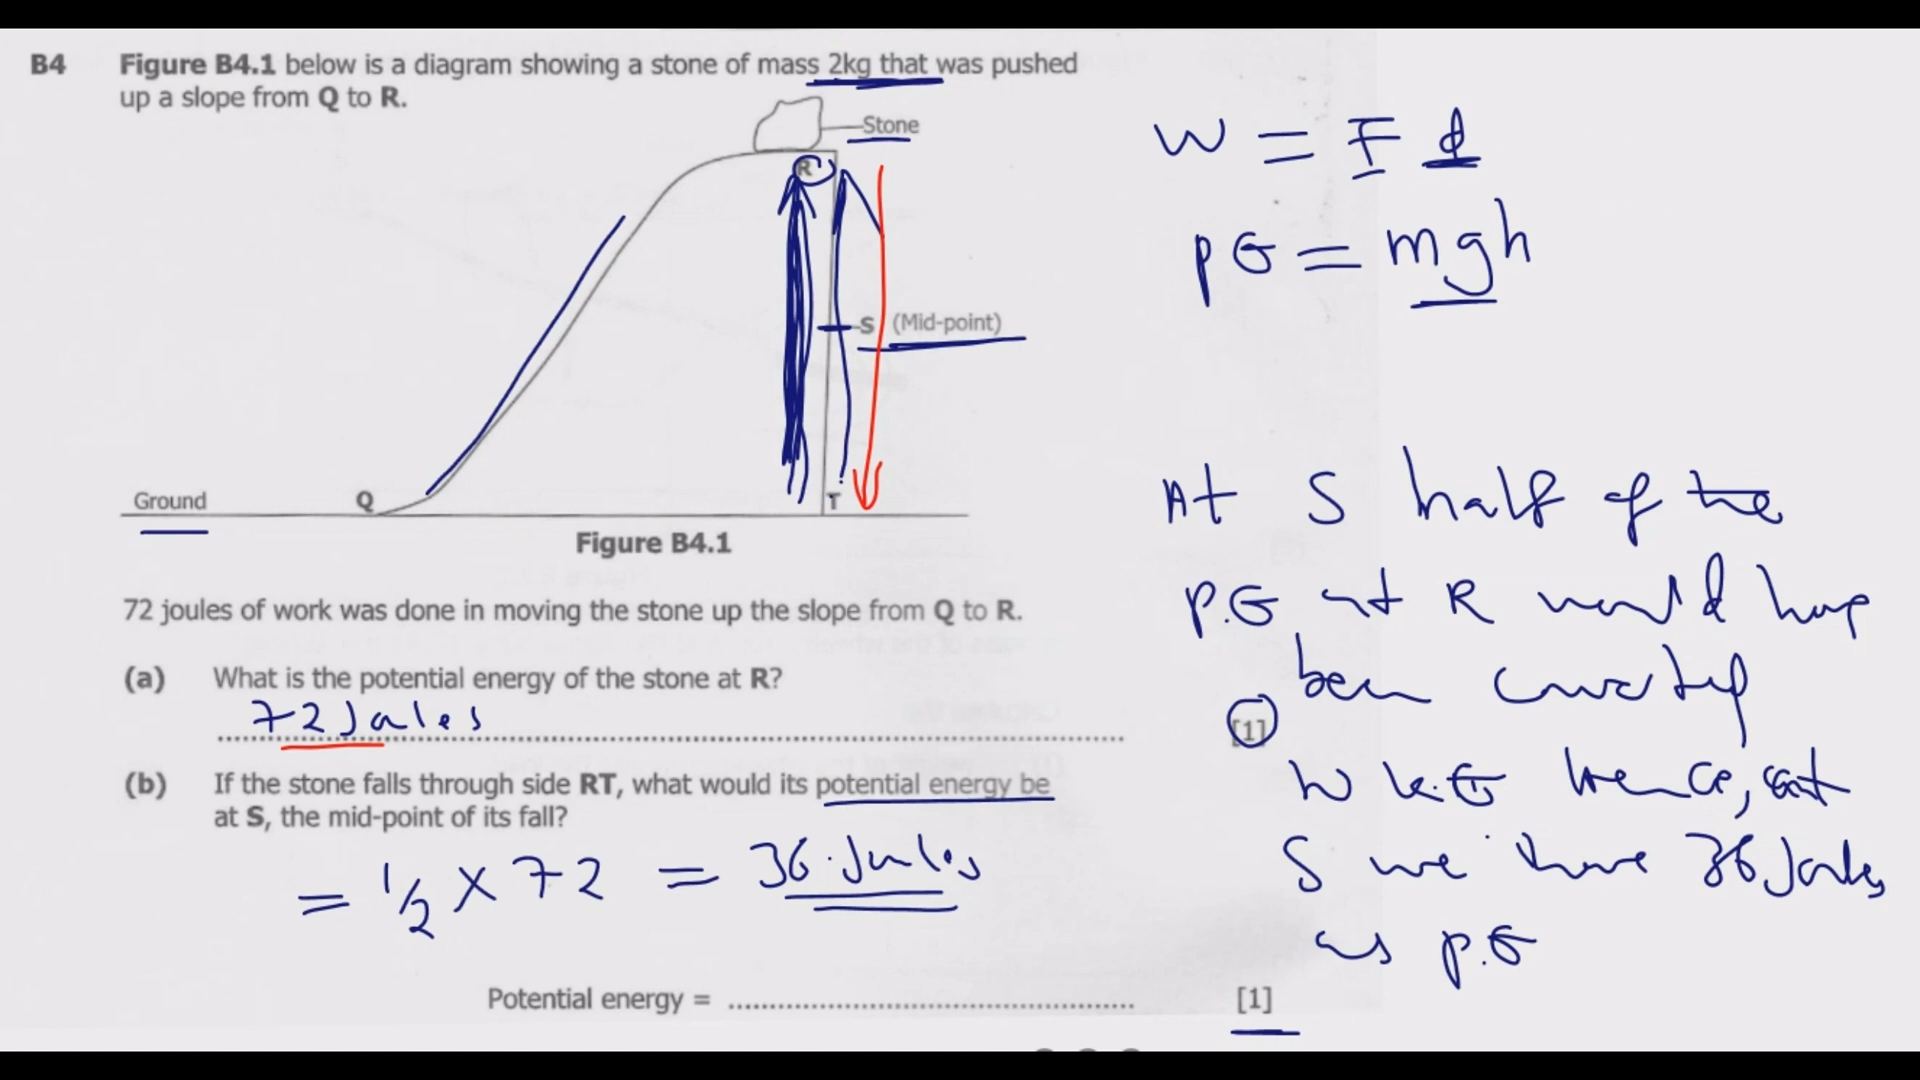 B4 Figure B4.1 below is a diagram showing a stone of mass 2kg that was pushed
up a slope from Q to R.
Stone
R
S (Mid-point)
Ground
Q
T
Figure B4.1
72 joules of work was done in moving the stone up the slope from Q to R.
(a) What is the potential energy of the stone at R?
72 Joules
[1]
(b) If the stone falls through side RT, what would its potential energy be
at S, the mid-point of its fall?
= 1/2 X 72 = 36 Joules
Potential energy = ........................................ [1]
W = F d
PE = mgh
At S half of the
P.E at R would have
been
K.E hence, at
S we have 36 Joules
as P.E